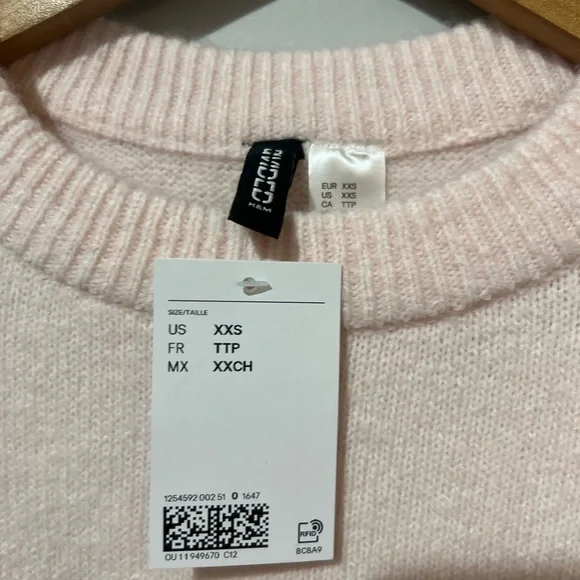 DIVIDED
H&M
EUR XXS
US XXS
CA TTP
SIZE/TAILLE
US XXS
FR TTP
MX XXCH
1254592 002 51 0 1647
OU 11949670 C12
RFID
8C8A9